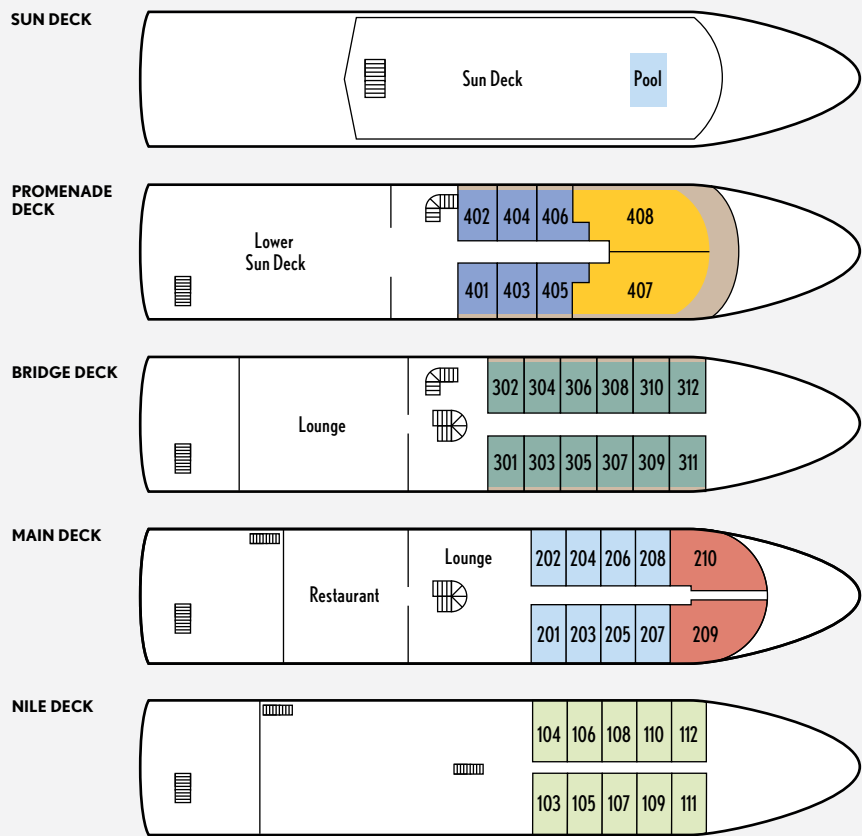 SUN DECK
Sun Deck
Pool
PROMENADE
DECK
402 404 406 408
Lower
Sun Deck
401 403 405 407
BRIDGE DECK
302 304 306 308 310 312
Lounge
301 303 305 307 309 311
MAIN DECK
Lounge
202 204 206 208 210
Restaurant
201 203 205 207 209
NILE DECK
104 106 108 110 112
103 105 107 109 111